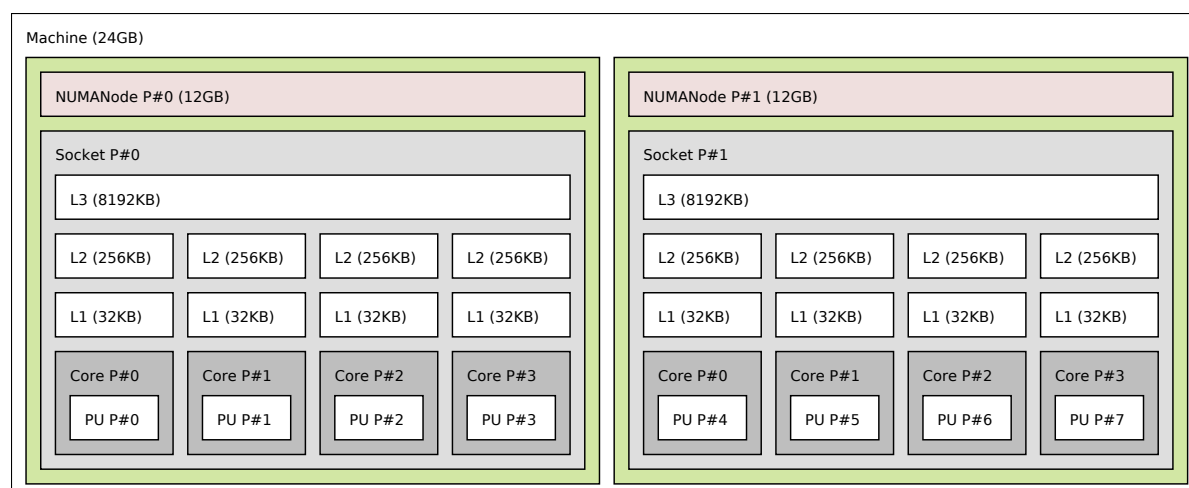 Machine (24GB)
NUMANode P#0 (12GB)
Socket P#0
L3 (8192KB)
L2 (256KB) L2 (256KB) L2 (256KB) L2 (256KB)
L1 (32KB) L1 (32KB) L1 (32KB) L1 (32KB)
Core P#0 Core P#1 Core P#2 Core P#3
PU P#0 PU P#1 PU P#2 PU P#3
NUMANode P#1 (12GB)
Socket P#1
L3 (8192KB)
L2 (256KB) L2 (256KB) L2 (256KB) L2 (256KB)
L1 (32KB) L1 (32KB) L1 (32KB) L1 (32KB)
Core P#0 Core P#1 Core P#2 Core P#3
PU P#4 PU P#5 PU P#6 PU P#7